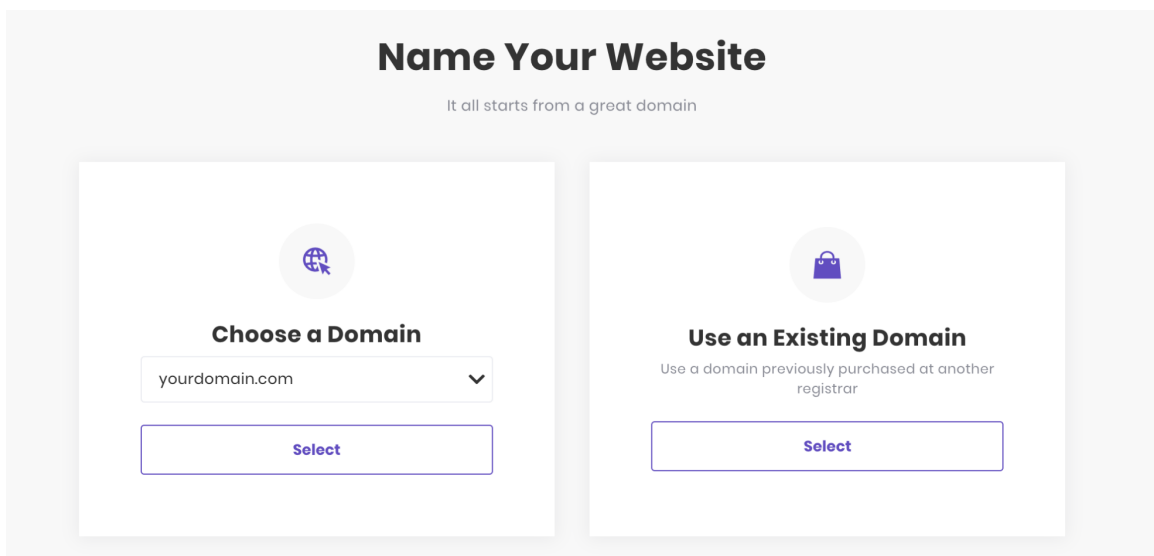 Name Your Website
It all starts from a great domain
Choose a Domain
yourdomain.com
Select
Use an Existing Domain
Use a domain previously purchased at another
registrar
Select